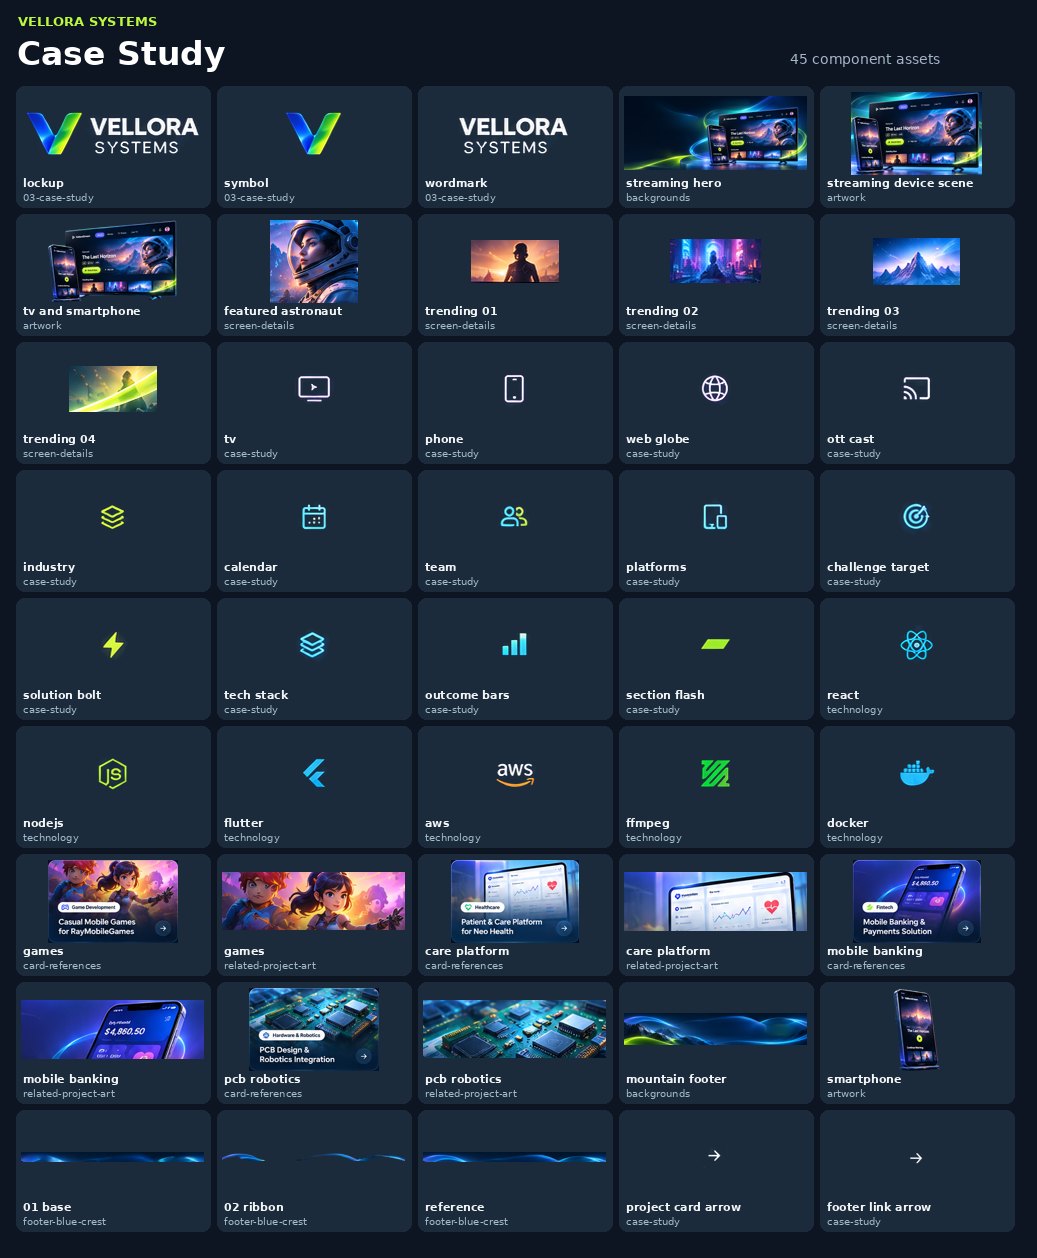 VELLORA SYSTEMS
Case Study
45 component assets
VELLORA
SYSTEMS
lockup
03-case-study
symbol
03-case-study
VELLORA
SYSTEMS
wordmark
03-case-study
streaming hero
backgrounds
The Last Horizon
streaming device scene
artwork
The Last Horizon
tv and smartphone
artwork
featured astronaut
screen-details
trending 01
screen-details
trending 02
screen-details
trending 03
screen-details
trending 04
screen-details
tv
case-study
phone
case-study
web globe
case-study
ott cast
case-study
industry
case-study
calendar
case-study
team
case-study
platforms
case-study
challenge target
case-study
solution bolt
case-study
tech stack
case-study
outcome bars
case-study
section flash
case-study
react
technology
JS
nodejs
technology
flutter
technology
aws
aws
technology
ffmpeg
technology
docker
technology
Game Development
Casual Mobile Games
for RayMobileGames
games
card-references
games
related-project-art
Healthcare
Patient & Care Platform
for Neo Health
care platform
card-references
care platform
related-project-art
$4,860.50
Fintech
Mobile Banking &
Payments Solution
mobile banking
card-references
$4,860.50
mobile banking
related-project-art
Hardware & Robotics
PCB Design &
Robotics Integration
pcb robotics
card-references
pcb robotics
related-project-art
mountain footer
backgrounds
smartphone
artwork
01 base
footer-blue-crest
02 ribbon
footer-blue-crest
reference
footer-blue-crest
project card arrow
case-study
footer link arrow
case-study